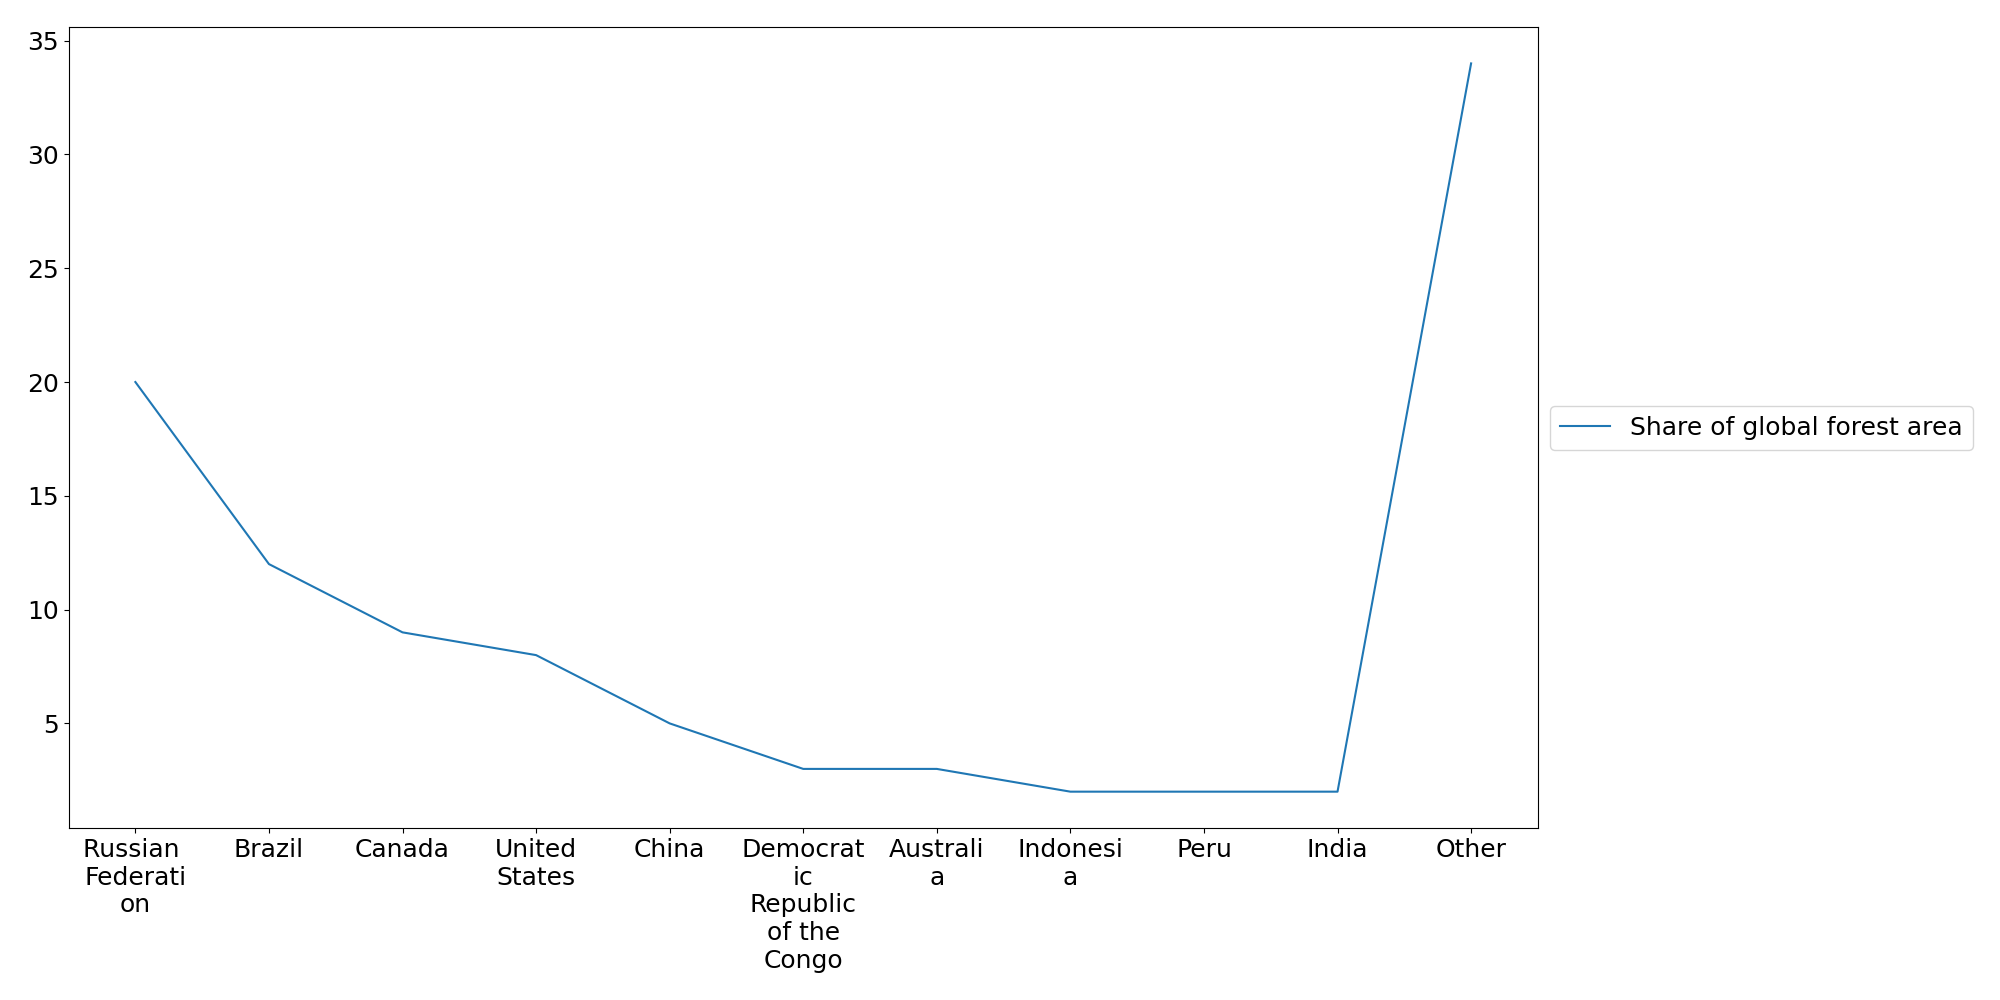 35
30
25
20
15
10
5
Russian
Federati
on
Brazil
Canada
United
States
China
Democrat
ic
Republic
of the
Congo
Australi
a
Indonesi
a
Peru
India
Other
Share of global forest area